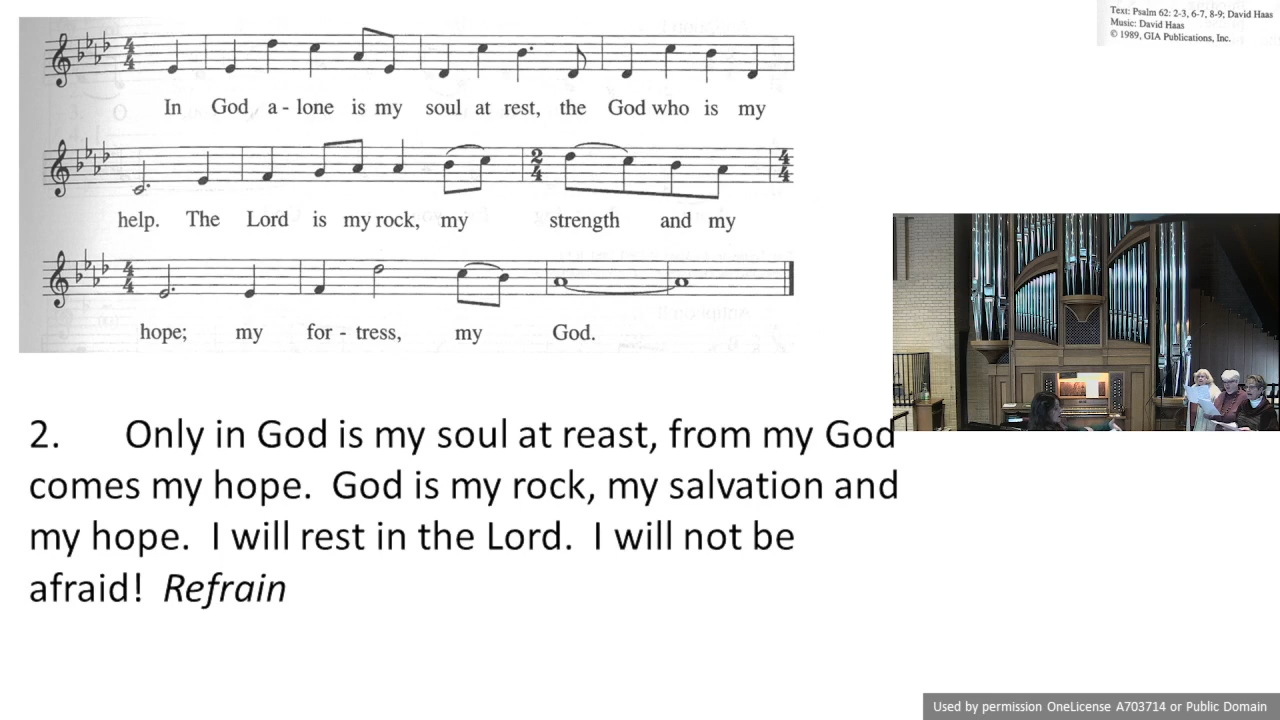 Text: Psalm 62: 2-3, 6-7, 8-9; David Haas
Music: David Haas
© 1989, GIA Publications, Inc.
In God a - lone is my soul at rest, the God who is my
help. The Lord is my rock, my strength and my
hope; my for - tress, my God.
2. Only in God is my soul at reast, from my God
comes my hope. God is my rock, my salvation and
my hope. I will rest in the Lord. I will not be
afraid! Refrain
Used by permission OneLicense A703714 or Public Domain